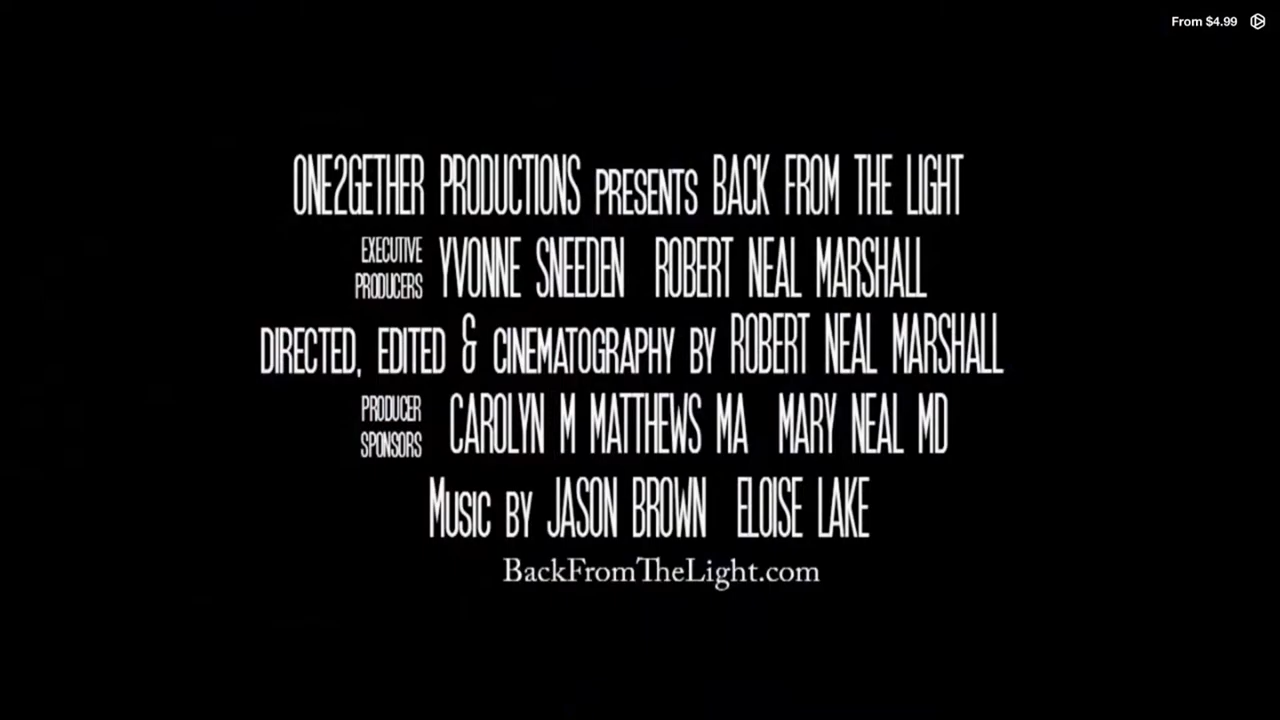 From $4.99
ONE2GETHER PRODUCTIONS PRESENTS BACK FROM THE LIGHT
EXECUTIVE PRODUCERS YVONNE SNEEDEN ROBERT NEAL MARSHALL
DIRECTED, EDITED & CINEMATOGRAPHY BY ROBERT NEAL MARSHALL
PRODUCER SPONSORS CAROLYN M MATTHEWS MA MARY NEAL MD
MUSIC BY JASON BROWN ELOISE LAKE
BackFromTheLight.com